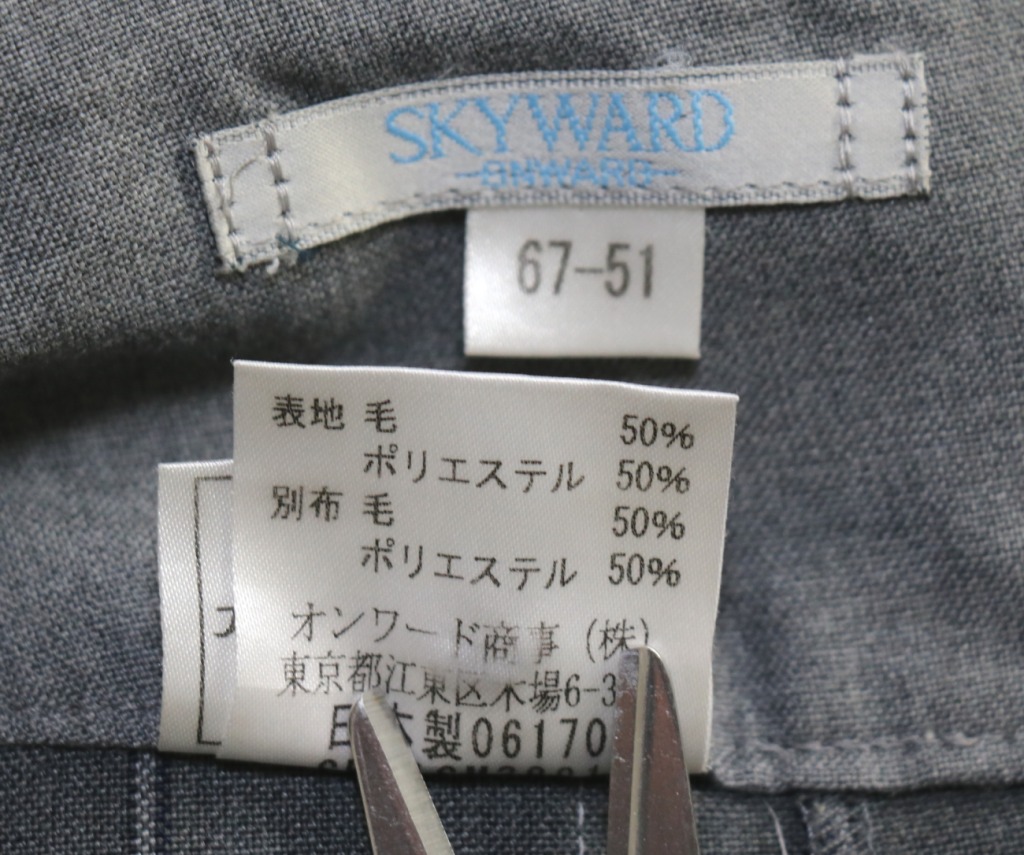 SKYWARD
ONWARD
67-51
表地 毛 50%
ポリエステル 50%
別布 毛 50%
ポリエステル 50%
オンワード商事(株)
東京都江東区木場6-3
日本製06170